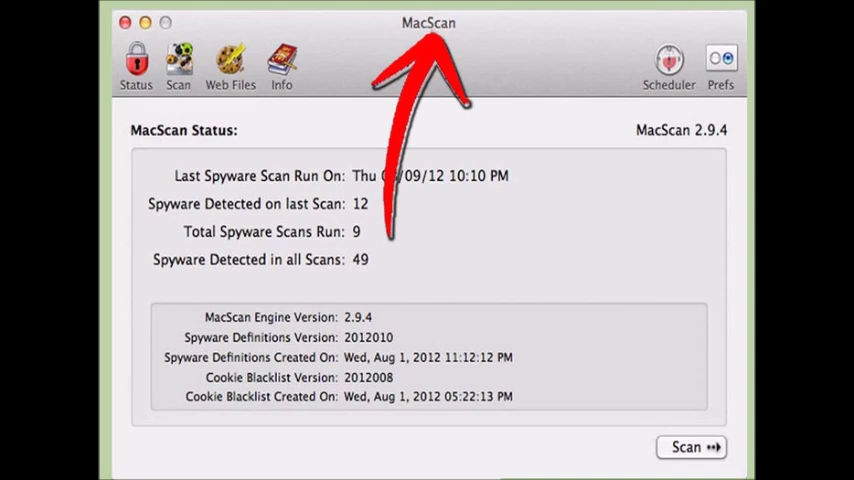 MacScan
Status Scan Web Files Info Scheduler Prefs
MacScan Status: MacScan 2.9.4
Last Spyware Scan Run On: Thu /09/12 10:10 PM
Spyware Detected on last Scan: 12
Total Spyware Scans Run: 9
Spyware Detected in all Scans: 49
MacScan Engine Version: 2.9.4
Spyware Definitions Version: 2012010
Spyware Definitions Created On: Wed, Aug 1, 2012 11:12:12 PM
Cookie Blacklist Version: 2012008
Cookie Blacklist Created On: Wed, Aug 1, 2012 05:22:13 PM
Scan